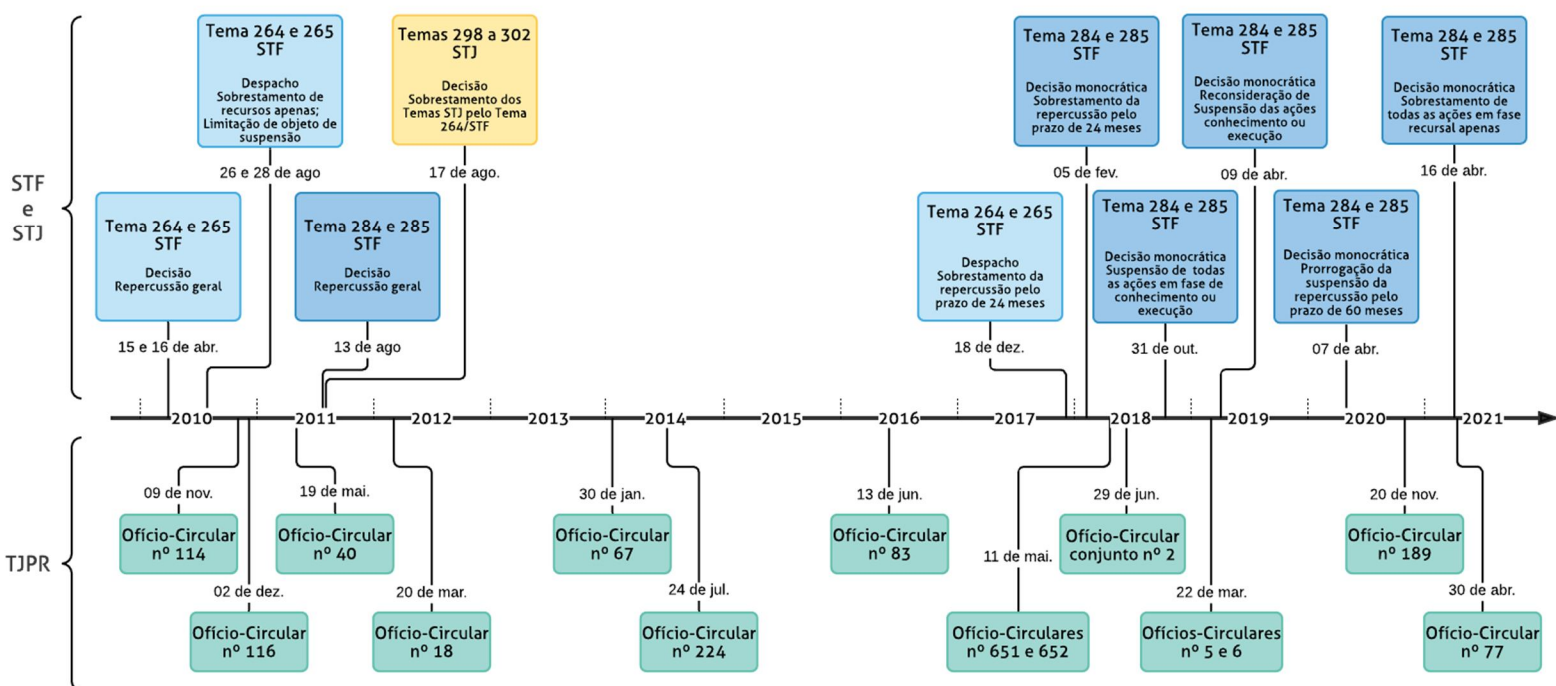 STF
e
STJ
Tema 264 e 265
STF
Decisão
Repercussão geral
15 e 16 de abr.
Tema 264 e 265
STF
Despacho
Sobrestamento de
recursos apenas;
Limitação de objeto de
suspensão
26 e 28 de ago
Tema 284 e 285
STF
Decisão
Repercussão geral
13 de ago
Temas 298 a 302
STJ
Decisão
Sobrestamento dos
Temas STJ pelo Tema
264/STF
17 de ago.
Tema 264 e 265
STF
Despacho
Sobrestamento da
repercussão pelo
prazo de 24 meses
18 de dez.
Tema 284 e 285
STF
Decisão monocrática
Sobrestamento da
repercussão pelo
prazo de 24 meses
05 de fev.
Tema 284 e 285
STF
Decisão monocrática
Suspensão de todas
as ações em fase de
conhecimento ou
execução
31 de out.
Tema 284 e 285
STF
Decisão monocrática
Reconsideração de
Suspensão das ações
conhecimento ou
execução
09 de abr.
Tema 284 e 285
STF
Decisão monocrática
Prorrogação da
suspensão da
repercussão pelo
prazo de 60 meses
07 de abr.
Tema 284 e 285
STF
Decisão monocrática
Sobrestamento de
todas as ações em fase
recursal apenas
16 de abr.
2010 2011 2012 2013 2014 2015 2016 2017 2018 2019 2020 2021
TJPR
09 de nov.
Ofício-Circular
nº 114
02 de dez.
Ofício-Circular
nº 116
19 de mai.
Ofício-Circular
nº 40
20 de mar.
Ofício-Circular
nº 18
30 de jan.
Ofício-Circular
nº 67
24 de jul.
Ofício-Circular
nº 224
13 de jun.
Ofício-Circular
nº 83
11 de mai.
Ofício-Circulares
nº 651 e 652
29 de jun.
Ofício-Circular
conjunto nº 2
22 de mar.
Ofícios-Circulares
nº 5 e 6
20 de nov.
Ofício-Circular
nº 189
30 de abr.
Ofício-Circular
nº 77